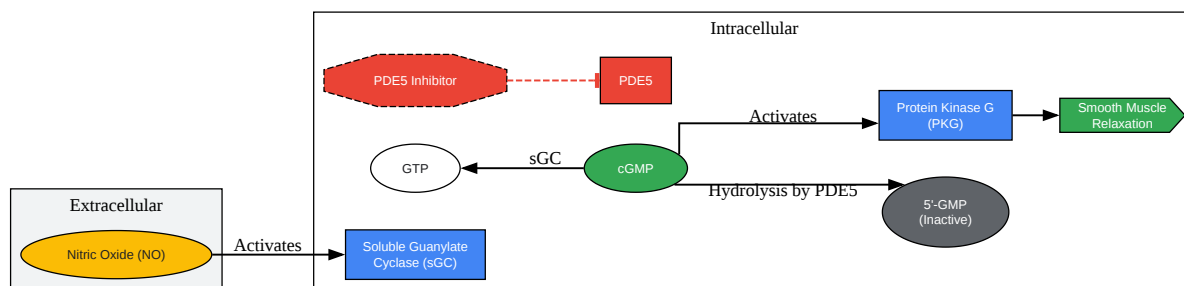 Intracellular
PDE5 Inhibitor
PDE5
Activates
Protein Kinase G
(PKG)
Smooth Muscle
Relaxation
GTP
sGC
cGMP
Hydrolysis by PDE5
5'-GMP
(Inactive)
Extracellular
Nitric Oxide (NO)
Activates
Soluble Guanylate
Cyclase (sGC)